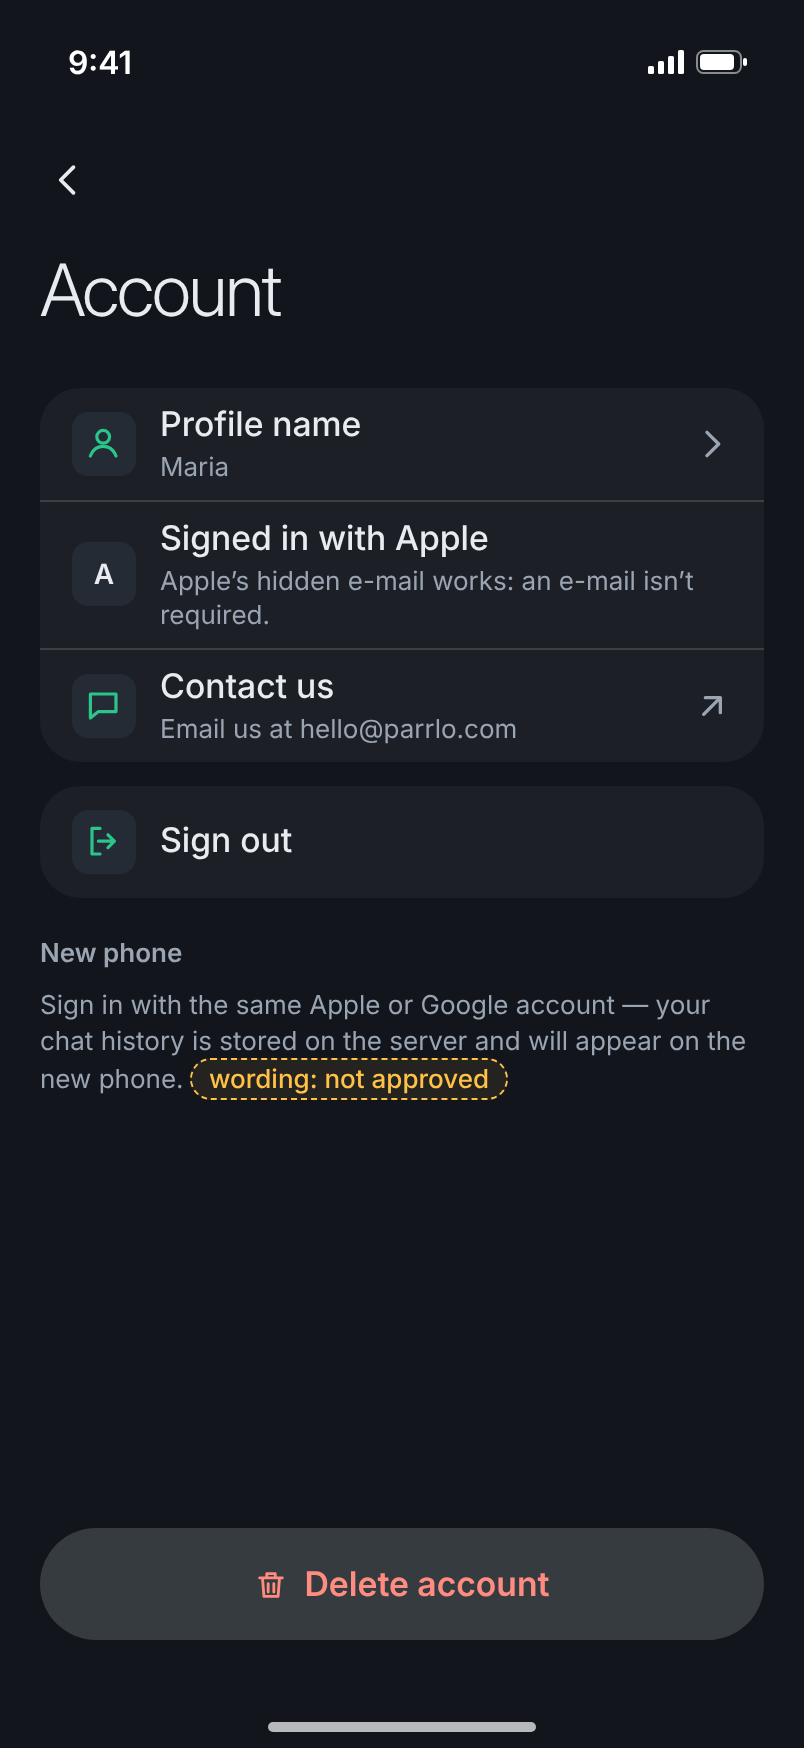 9:41
Account
Profile name
Maria
Signed in with Apple
A
Apple’s hidden e-mail works: an e-mail isn’t
required.
Contact us
Email us at hello@parrlo.com
Sign out
New phone
Sign in with the same Apple or Google account — your
chat history is stored on the server and will appear on the
new phone. wording: not approved
Delete account